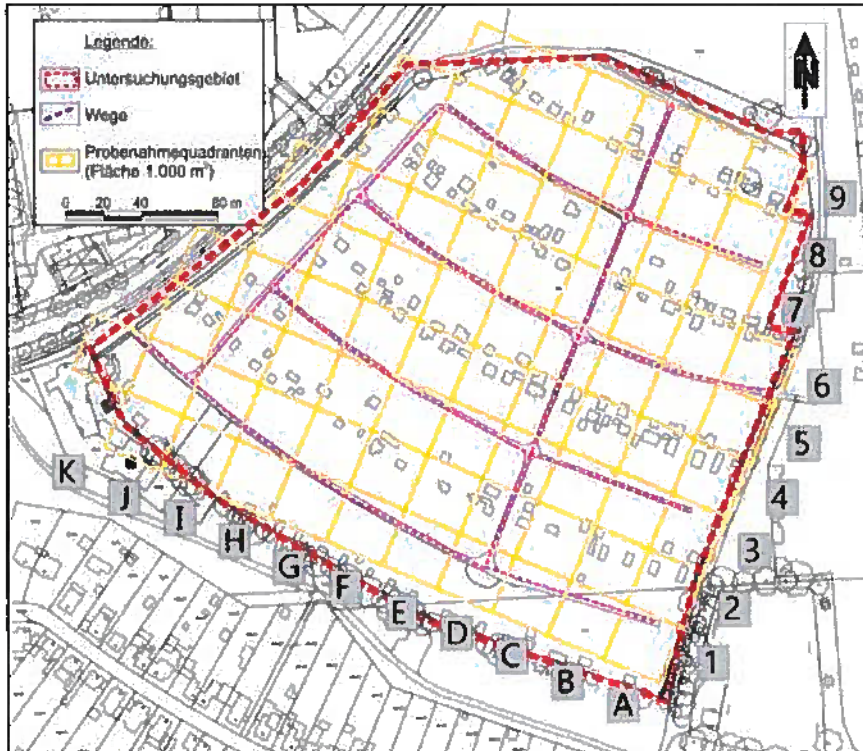 Legende:
Untersuchungsgebiet
Wege
Probenahmequadranten
(Fläche 1.000 m²)
0 20 40 80 m
N
9
8
7
6
5
4
3
2
1
K
J
I
H
G
F
E
D
C
B
A